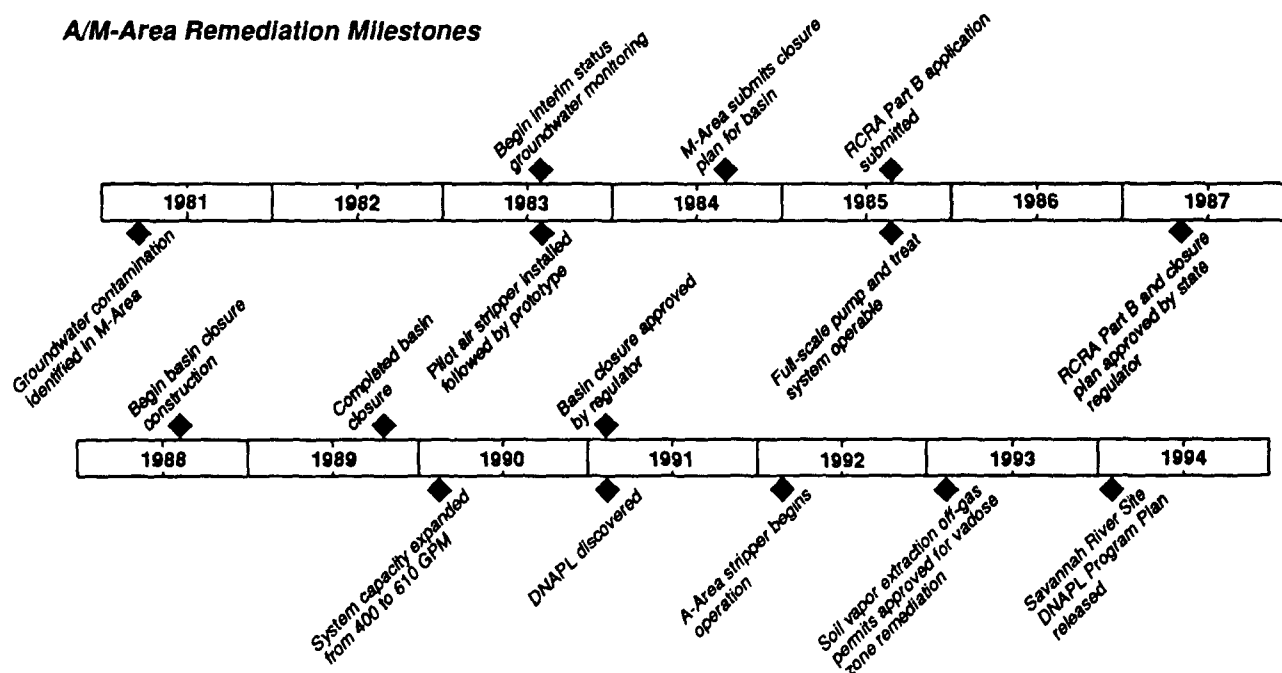 A/M-Area Remediation Milestones
Begin interim status
groundwater monitoring
M-Area submits closure
plan for basin
RCRA Part B application
submitted
1981
1982
1983
1984
1985
1986
1987
Groundwater contamination
identified in M-Area
Pilot air stripper installed
followed by prototype
Full-scale pump and treat
system operable
RCRA Part B and closure
plan approved by state
regulator
Begin basin closure
construction
Completed basin
closure
Basin closure approved
by regulator
1988
1989
1990
1991
1992
1993
1994
System capacity expanded
from 400 to 610 GPM
DNAPL discovered
A-Area stripper begins
operation
Soil vapor extraction off-gas
permits approved for vadose
zone remediation
Savannah River Site
DNAPL Program Plan
released